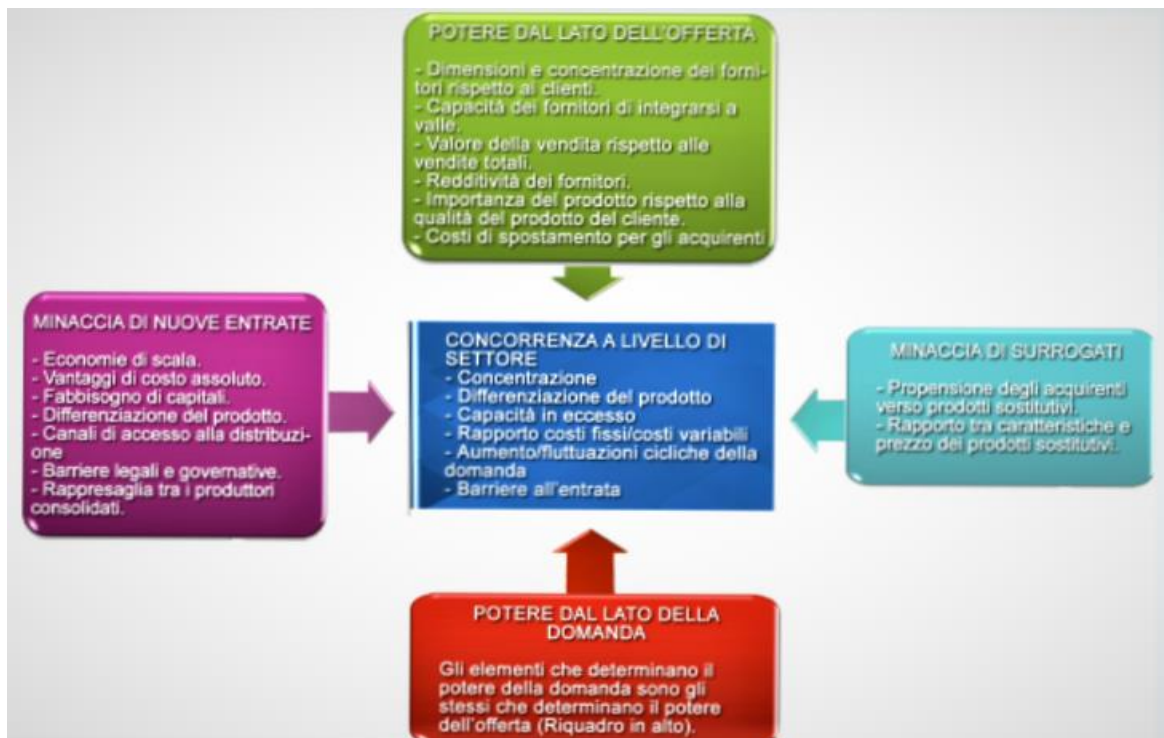 POTERE DAL LATO DELL'OFFERTA
- Dimensioni e concentrazione dei forni-
tori rispetto ai clienti.
- Capacità dei fornitori di integrarsi a
valle.
- Valore della vendita rispetto alle
vendite totali.
- Redditività dei fornitori.
- Importanza del prodotto rispetto alla
qualità del prodotto del cliente.
- Costi di spostamento per gli acquirenti
MINACCIA DI NUOVE ENTRATE
- Economie di scala.
- Vantaggi di costo assoluto.
- Fabbisogno di capitali.
- Differenziazione del prodotto.
- Canali di accesso alla distribuzi-
one
- Barriere legali e governative.
- Rappresaglia tra i produttori
consolidati.
CONCORRENZA A LIVELLO DI
SETTORE
- Concentrazione
- Differenziazione del prodotto
- Capacità in eccesso
- Rapporto costi fissi/costi variabili
- Aumento/fluttuazioni cicliche della
domanda
- Barriere all'entrata
MINACCIA DI SURROGATI
- Propensione degli acquirenti
verso prodotti sostitutivi.
- Rapporto tra caratteristiche e
prezzo dei prodotti sostitutivi.
POTERE DAL LATO DELLA
DOMANDA
Gli elementi che determinano il
potere della domanda sono gli
stessi che determinano il potere
dell'offerta (Riquadro in alto).